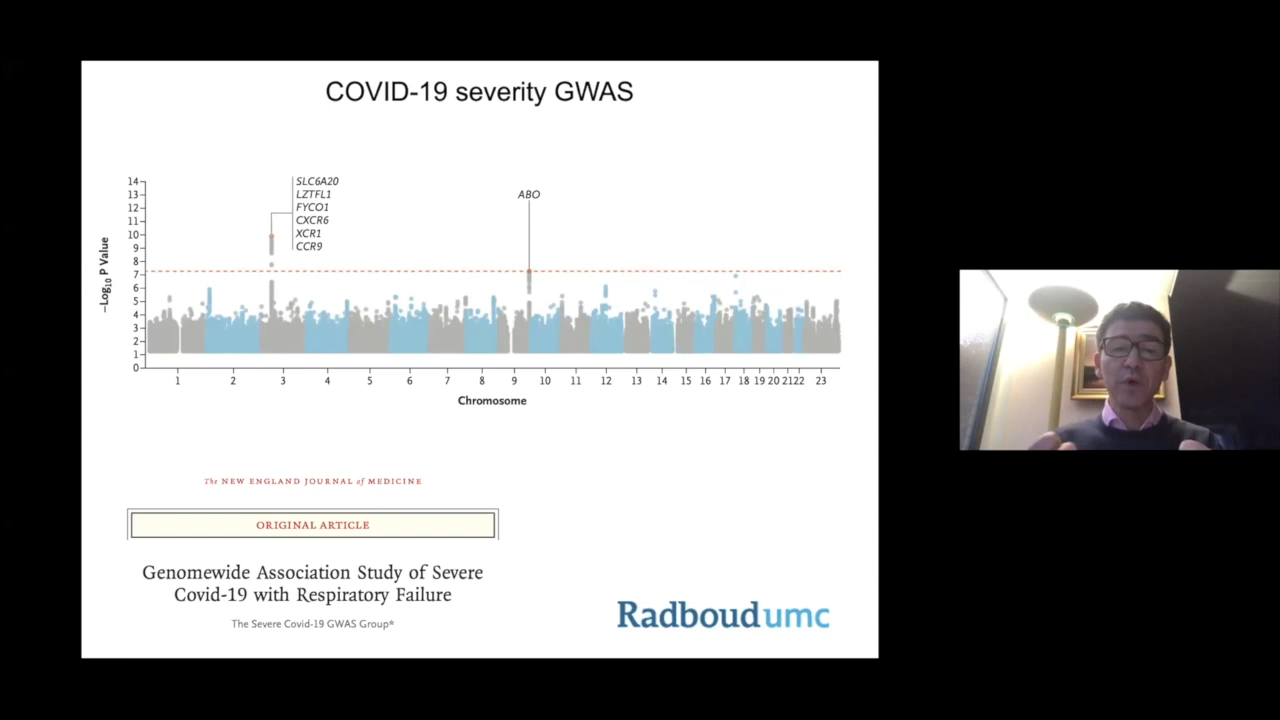 COVID-19 severity GWAS
14
13
12
11
10
9
8
7
6
5
4
3
2
1
0
−Log10 P Value
SLC6A20
LZTFL1
FYCO1
CXCR6
XCR1
CCR9
ABO
1 2 3 4 5 6 7 8 9 10 11 12 13 14 15 16 17 18 19 20 21 22 23
Chromosome
The NEW ENGLAND JOURNAL of MEDICINE
ORIGINAL ARTICLE
Genomewide Association Study of Severe
Covid-19 with Respiratory Failure
The Severe Covid-19 GWAS Group*
Radboudumc